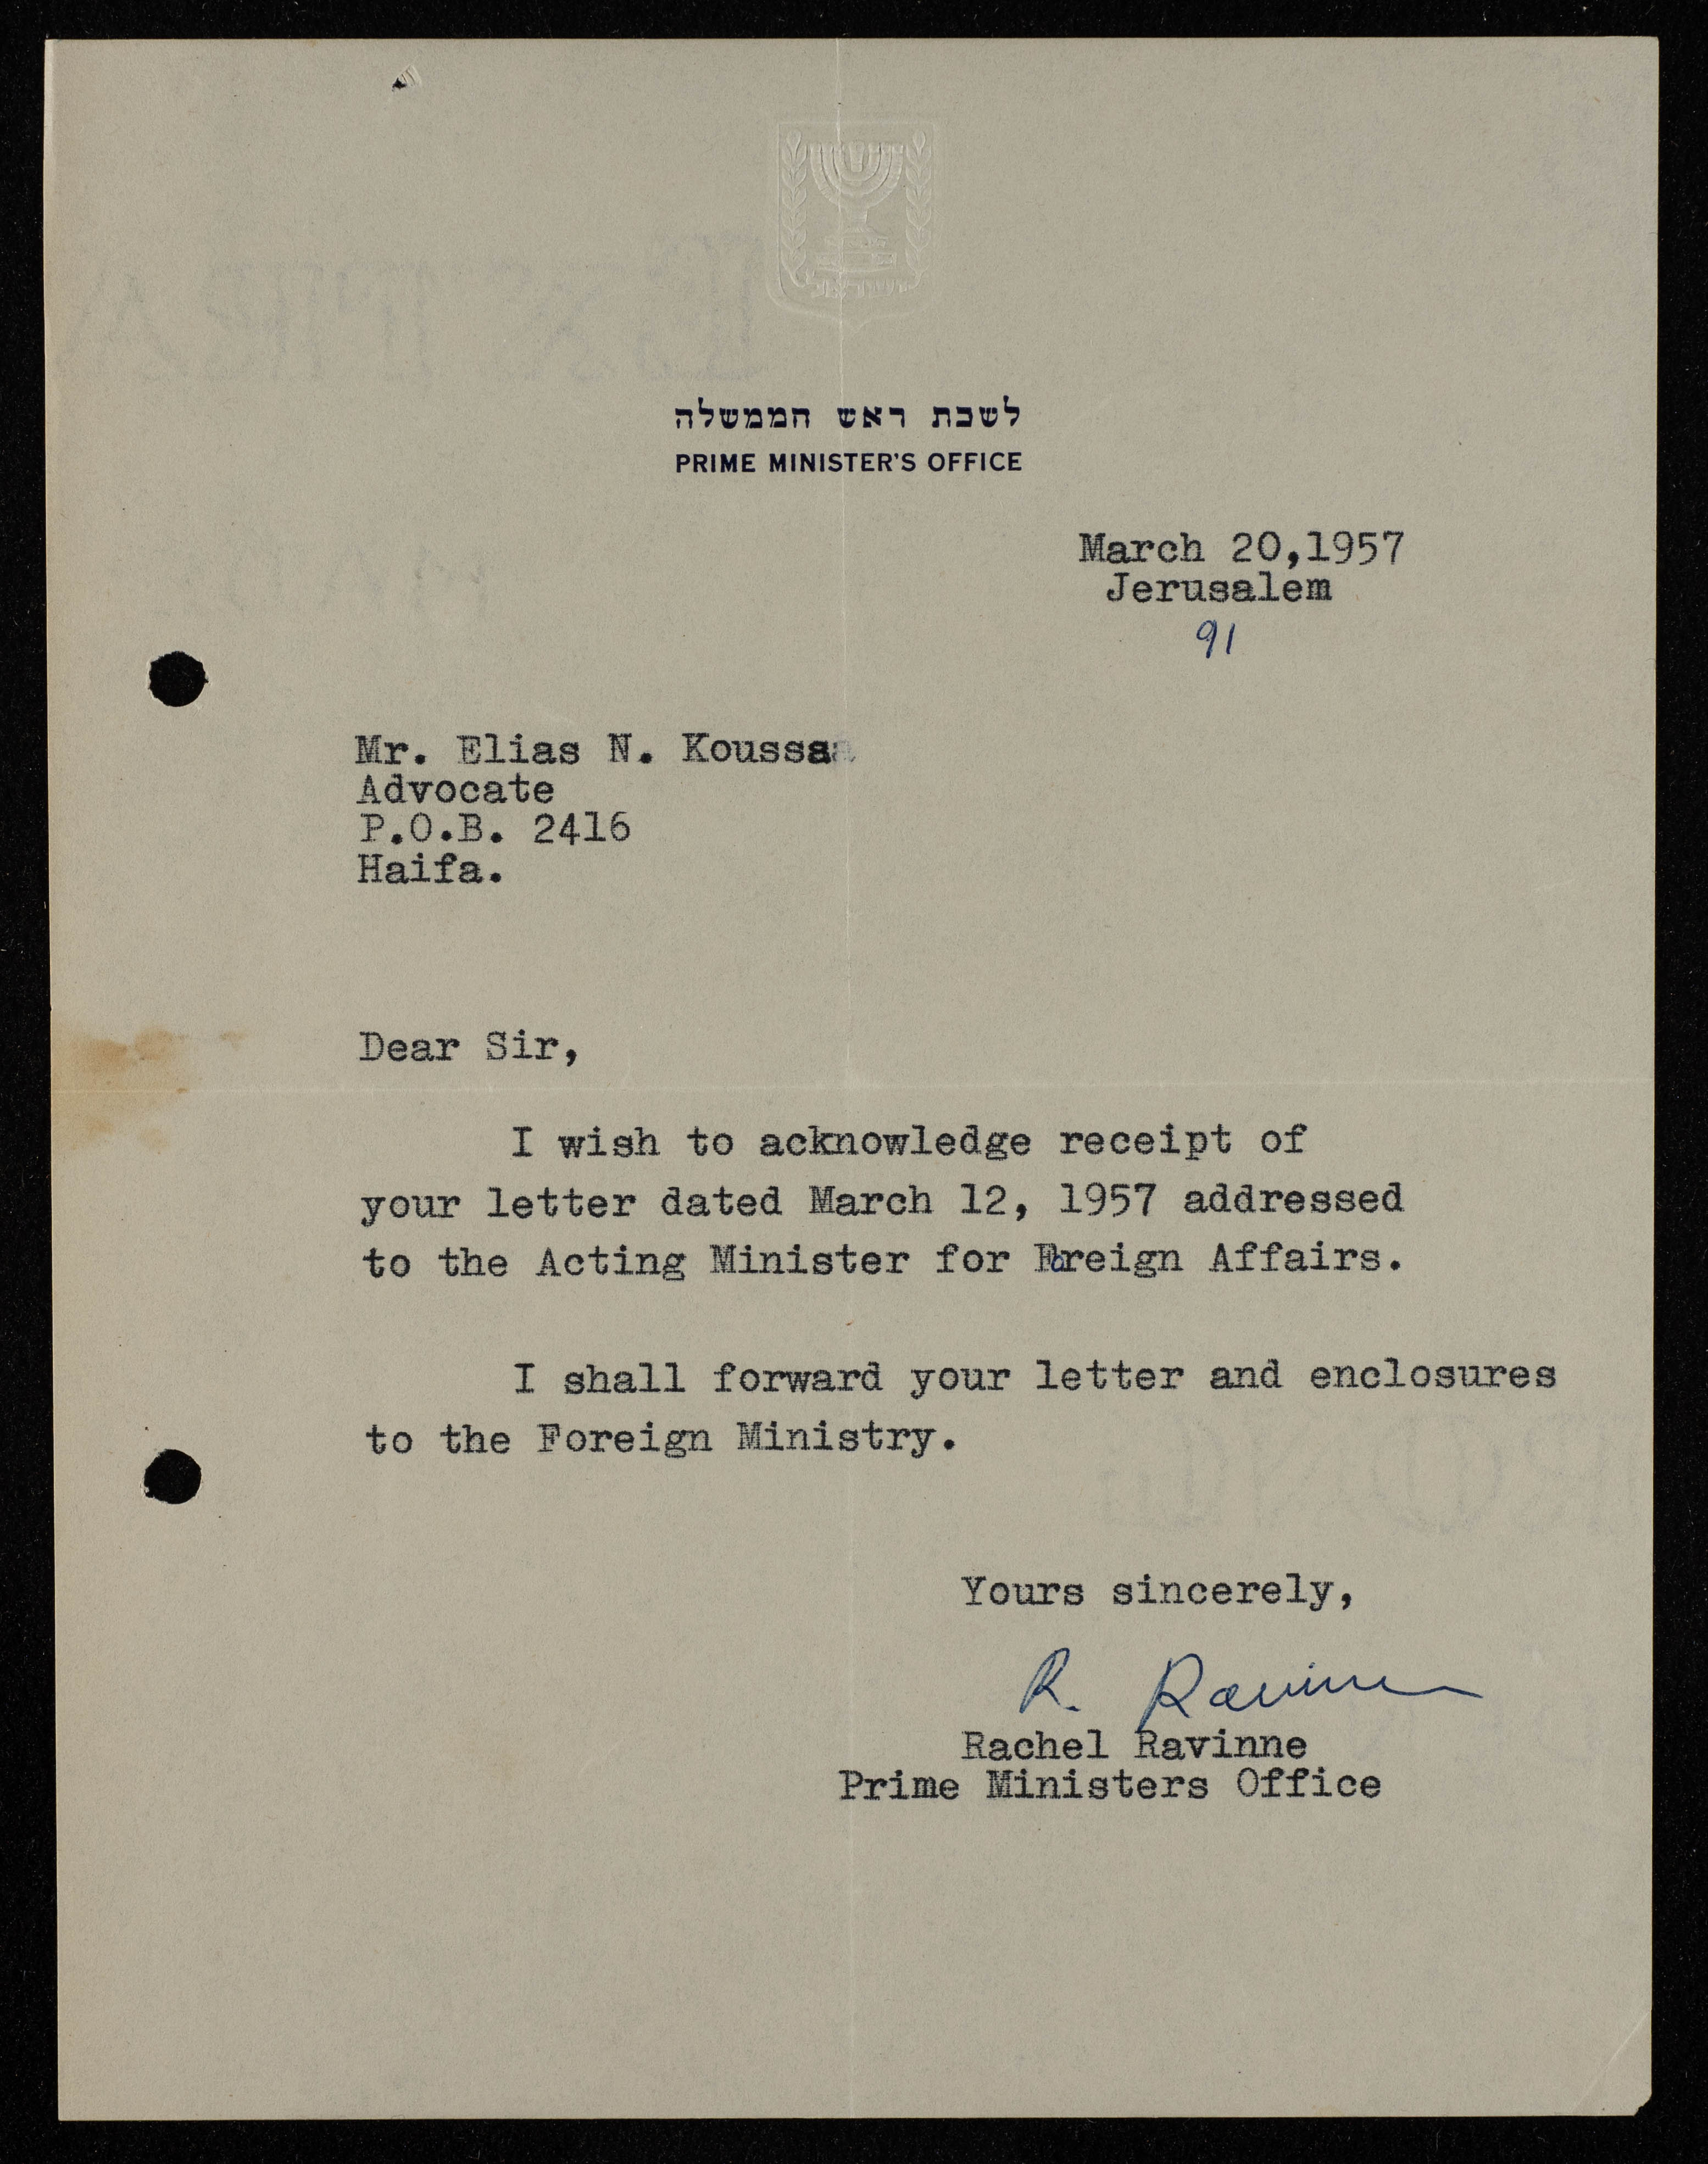 לשכת ראש הממשלה
PRIME MINISTER'S OFFICE
March 20,1957
Jerusalem
91
Mr. Elias N. Koussa
Advocate
P.O.B. 2416
Haifa.
Dear Sir,
I wish to acknowledge receipt of
your letter dated March 12, 1957 addressed
to the Acting Minister for Foreign Affairs.
I shall forward your letter and enclosures
to the Foreign Ministry.
Yours sincerely,
R. Ravinne
Rachel Ravinne
Prime Ministers Office